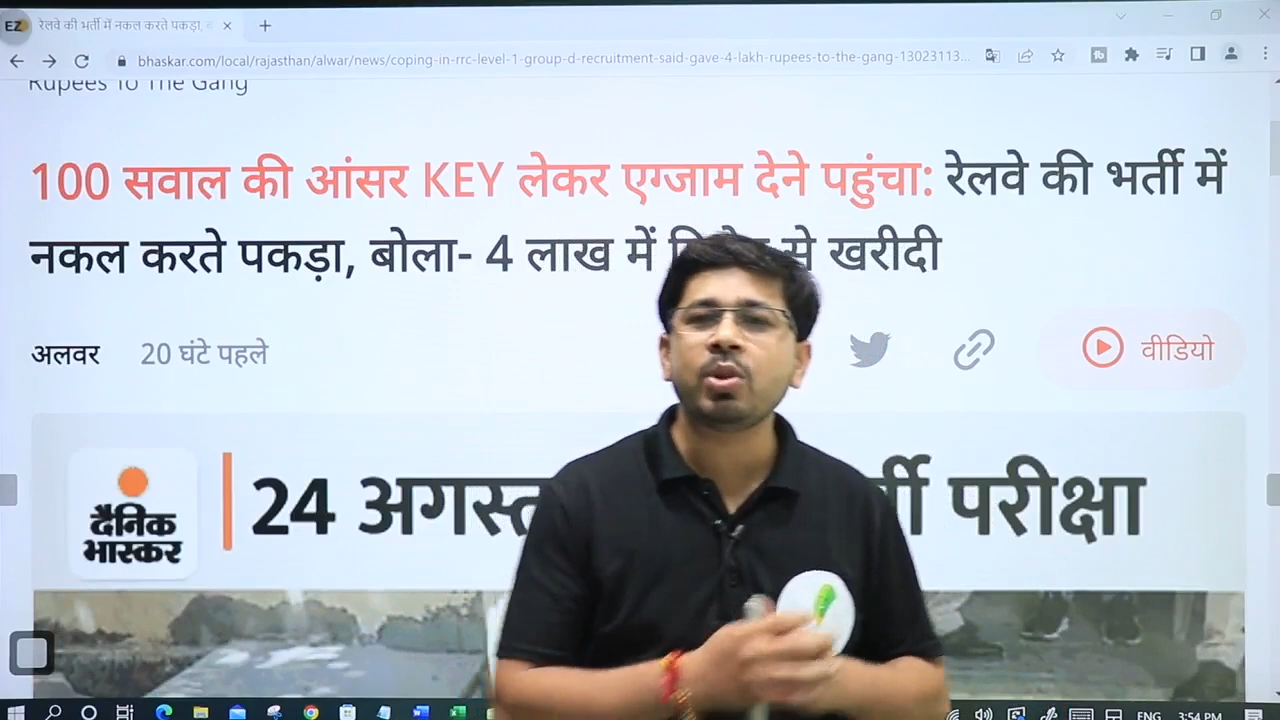 EZ रेलवे की भर्ती में नकल करते पकड़ा,
bhaskar.com/local/rajasthan/alwar/news/coping-in-rrc-level-1-group-d-recruitment-said-gave-4-lakh-rupees-to-the-gang-13023113...
Rupees To The Gang
100 सवाल की आंसर KEY लेकर एग्जाम देने पहुंचा: रेलवे की भर्ती में
नकल करते पकड़ा, बोला- 4 लाख में से खरीदी
अलवर 20 घंटे पहले
वीडियो
दैनिक
भास्कर
24 अगस्त परीक्षा
ENG 3:54 PM